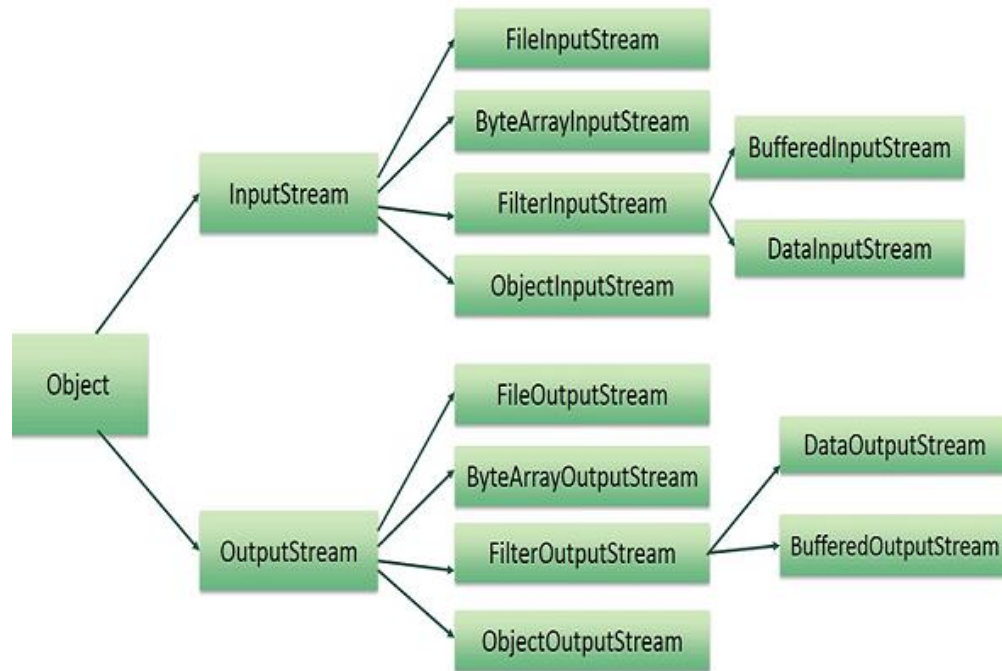 FileInputStream
ByteArrayInputStream
BufferedInputStream
InputStream
FilterInputStream
DataInputStream
ObjectInputStream
Object
FileOutputStream
DataOutputStream
ByteArrayOutputStream
OutputStream
FilterOutputStream
BufferedOutputStream
ObjectOutputStream